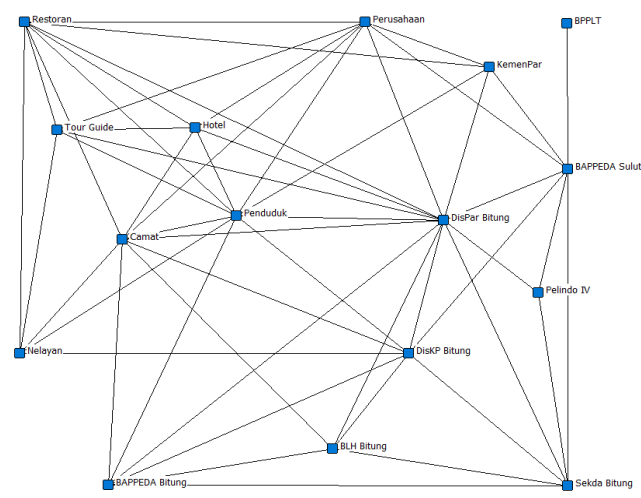 Restoran
Perusahaan
BPPLT
KemenPar
Tour Guide
Hotel
BAPPEDA Sulut
Penduduk
DisPar Bitung
Camat
Pelindo IV
Nelayan
DisKP Bitung
BLH Bitung
BAPPEDA Bitung
Sekda Bitung